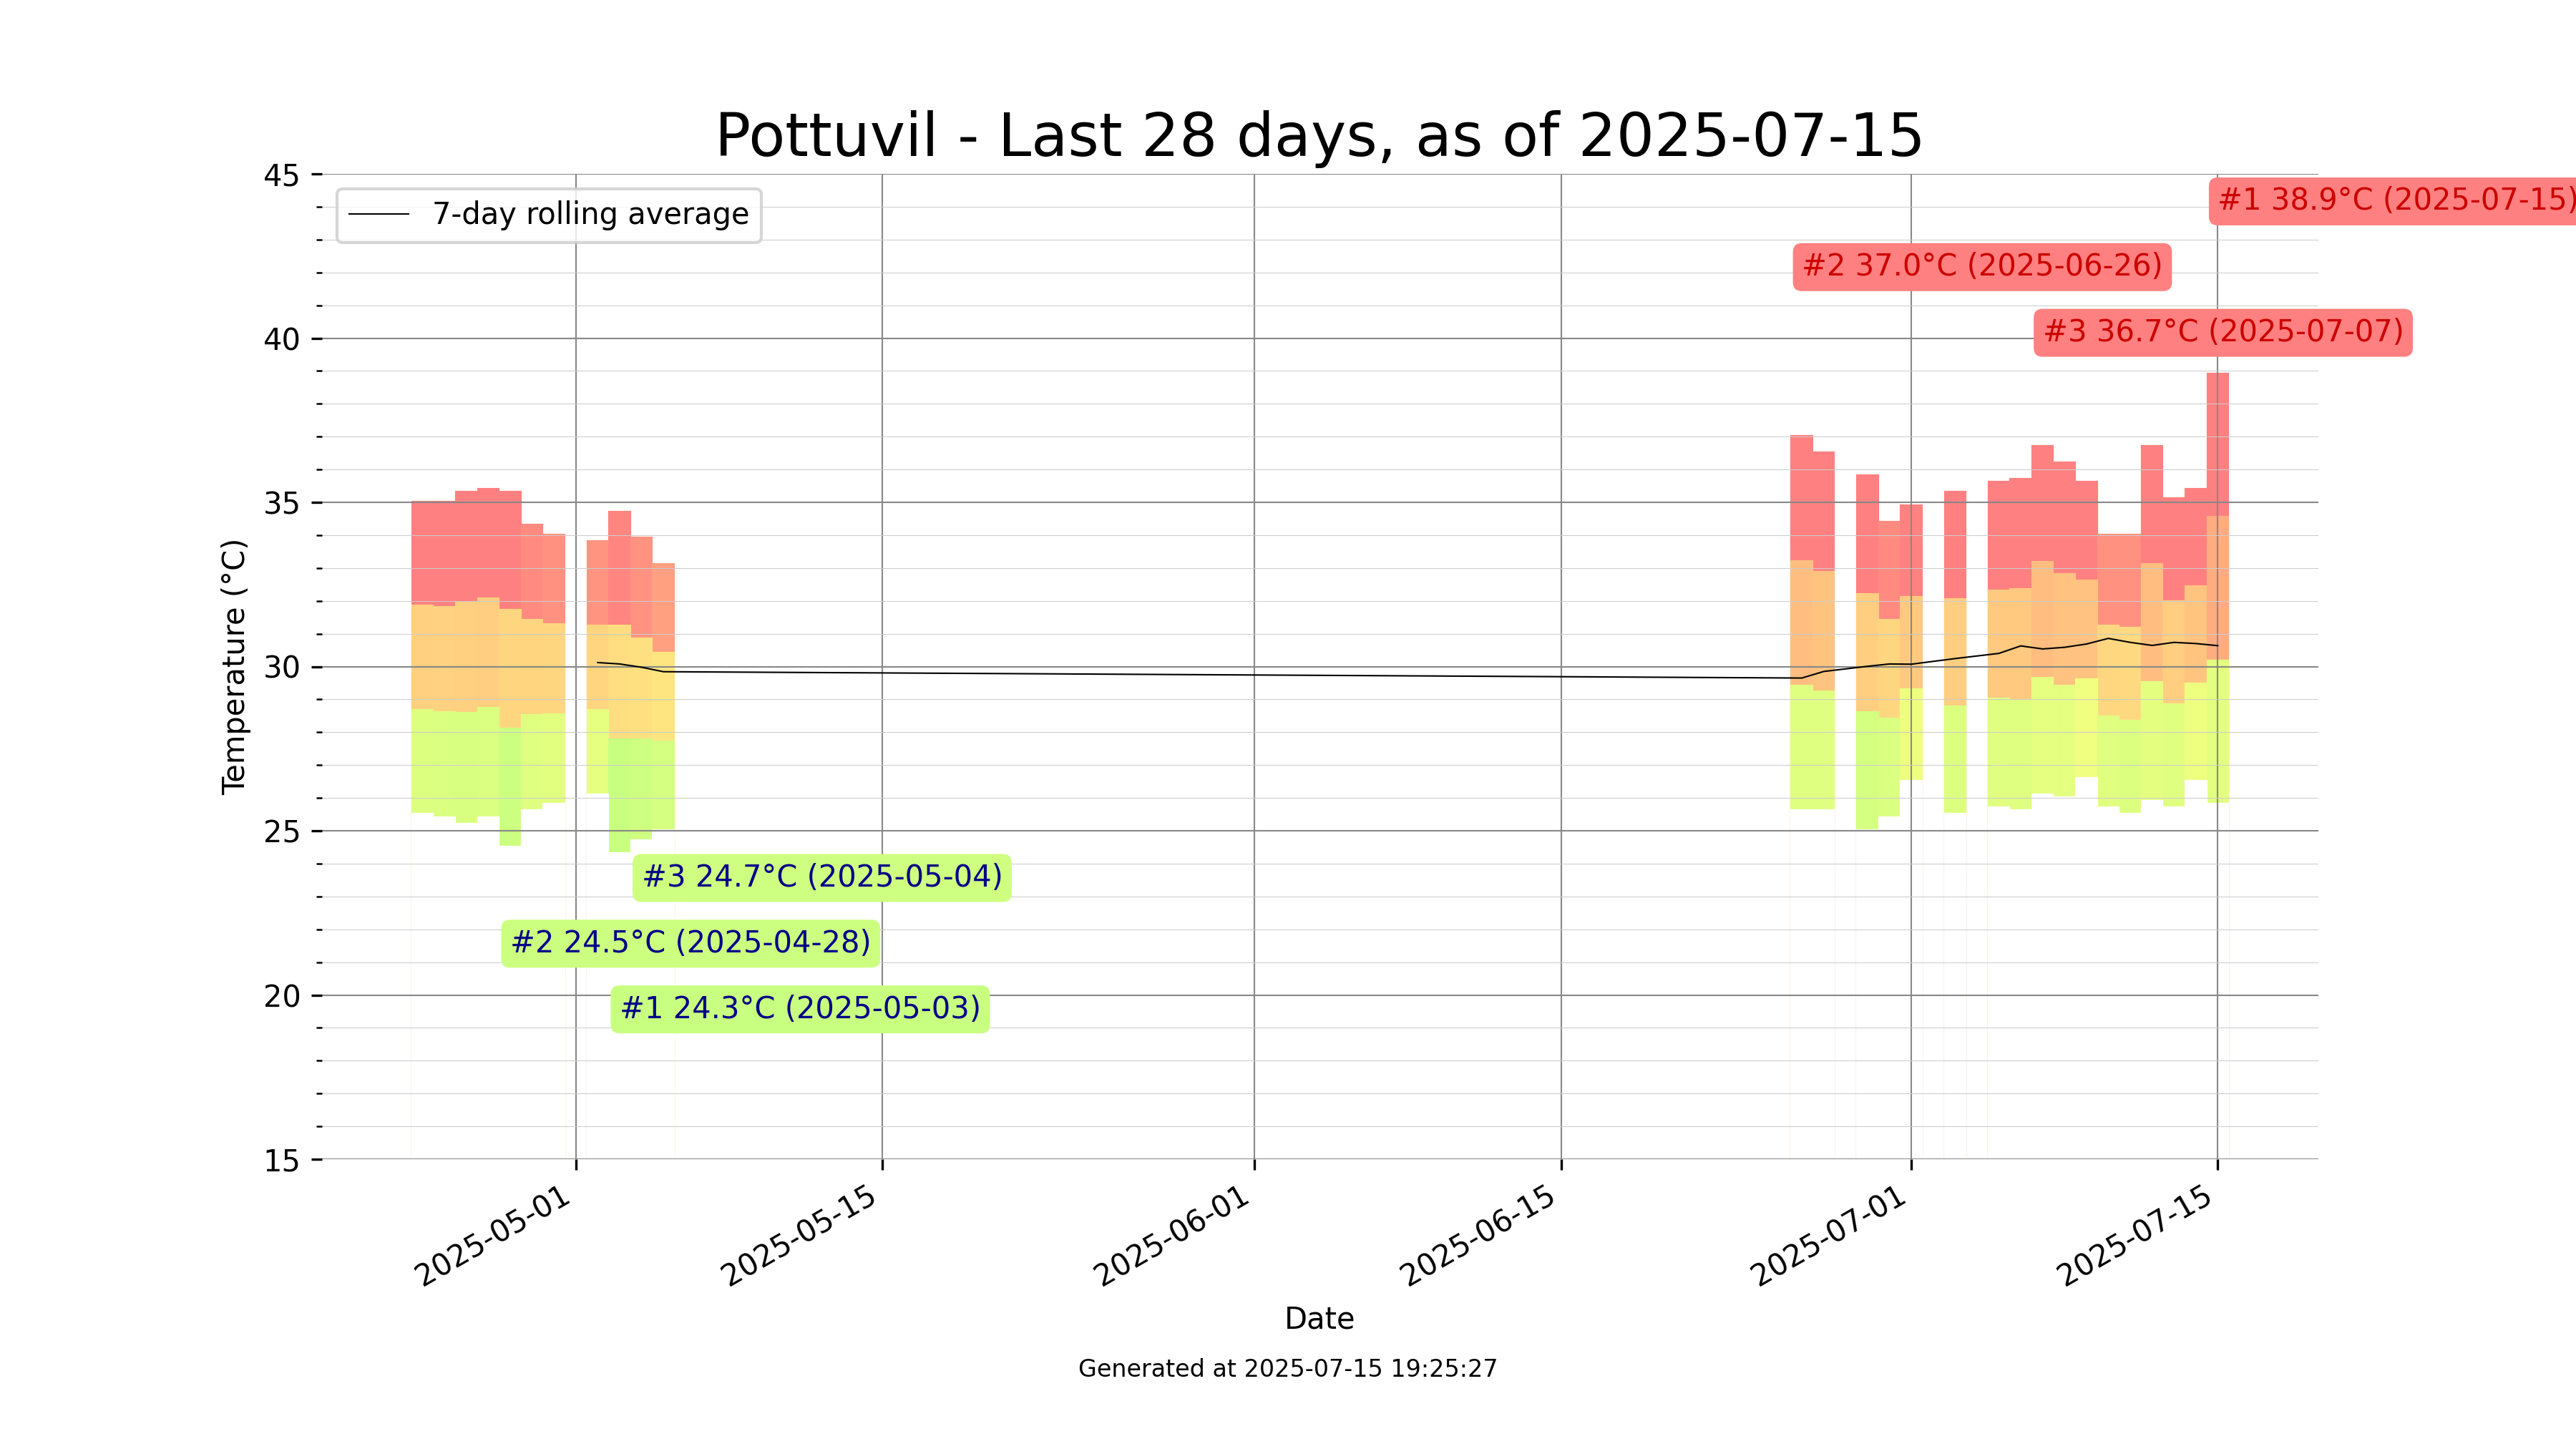 Pottuvil - Last 28 days, as of 2025-07-15
45
7-day rolling average
#1 38.9°C (2025-07-15)
#2 37.0°C (2025-06-26)
#3 36.7°C (2025-07-07)
40
35
30
25
20
15
Temperature (°C)
#3 24.7°C (2025-05-04)
#2 24.5°C (2025-04-28)
#1 24.3°C (2025-05-03)
2025-05-01
2025-05-15
2025-06-01
2025-06-15
2025-07-01
2025-07-15
Date
Generated at 2025-07-15 19:25:27